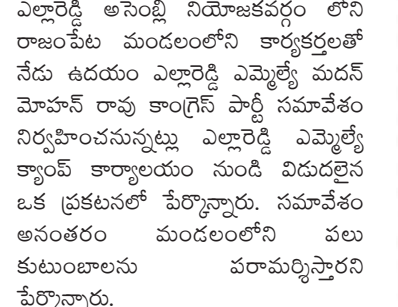 ఎల్లారెడ్డి అసెంబ్లీ నియోజకవర్గం లోని
రాజంపేట మండలంలోని కార్యకర్తలతో
నేడు ఉదయం ఎల్లారెడ్డి ఎమ్మెల్యే మదన్
మోహన్ రావు కాంగ్రెస్ పార్టీ సమావేశం
నిర్వహించనున్నట్లు ఎల్లారెడ్డి ఎమ్మెల్యే
క్యాంప్ కార్యాలయం నుండి విడుదలైన
ఒక ప్రకటనలో పేర్కొన్నారు. సమావేశం
అనంతరం మండలంలోని పలు
కుటుంబాలను పరామర్శిస్తారని
పేర్కొన్నారు.